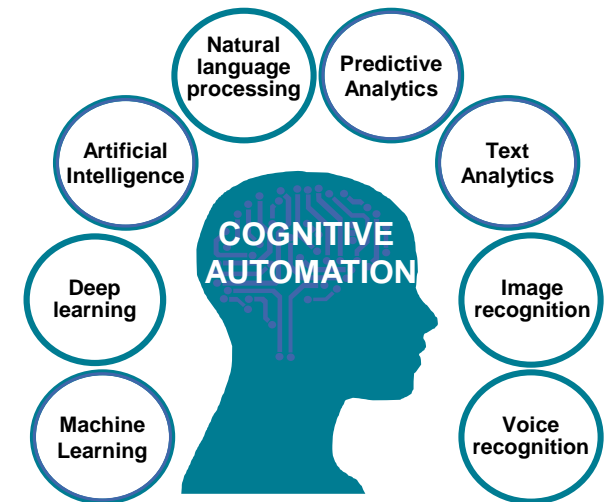 Natural
language
processing
Predictive
Analytics
Artificial
Intelligence
Text
Analytics
COGNITIVE
AUTOMATION
Deep
learning
Image
recognition
Machine
Learning
Voice
recognition